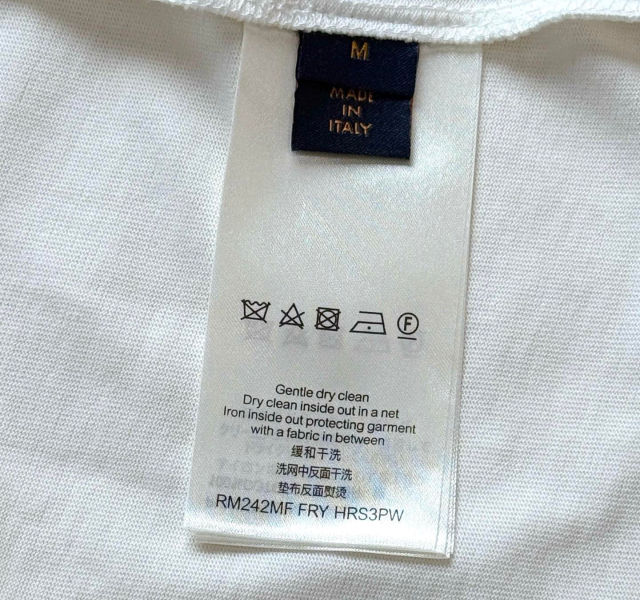 M
MADE
IN
ITALY
F
Gentle dry clean
Dry clean inside out in a net
Iron inside out protecting garment
with a fabric in between
缓和干洗
洗网中反面干洗
垫布反面熨烫
RM242MF FRY HRS3PW